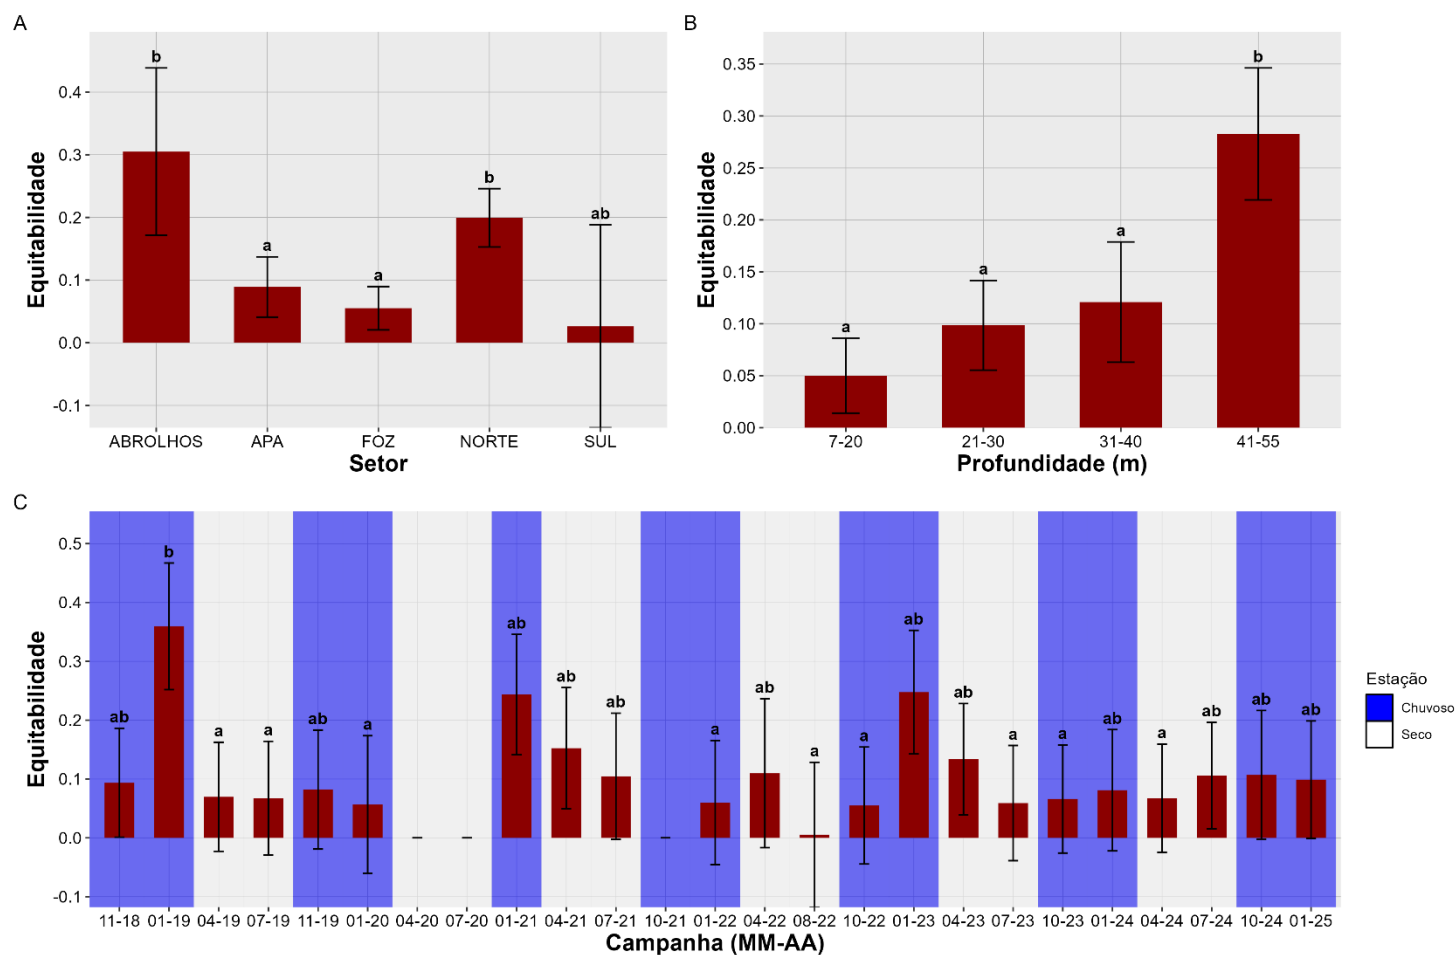 A
b
a
a
b
ab
0.4
0.3
0.2
0.1
0.0
-0.1
Equitabilidade
ABROLHOS APA FOZ NORTE SUL
Setor
B
a
a
a
b
0.35
0.30
0.25
0.20
0.15
0.10
0.05
0.00
Equitabilidade
7-20 21-30 31-40 41-55
Profundidade (m)
C
ab b a a ab a ab ab ab a ab a a ab ab a a ab a ab ab ab
0.5
0.4
0.3
0.2
0.1
0.0
-0.1
Equitabilidade
11-18 01-19 04-19 07-19 11-19 01-20 04-20 07-20 01-21 04-21 07-21 10-21 01-22 04-22 08-22 10-22 01-23 04-23 07-23 10-23 01-24 04-24 07-24 10-24 01-25
Campanha (MM-AA)
Estação
Chuvoso
Seco